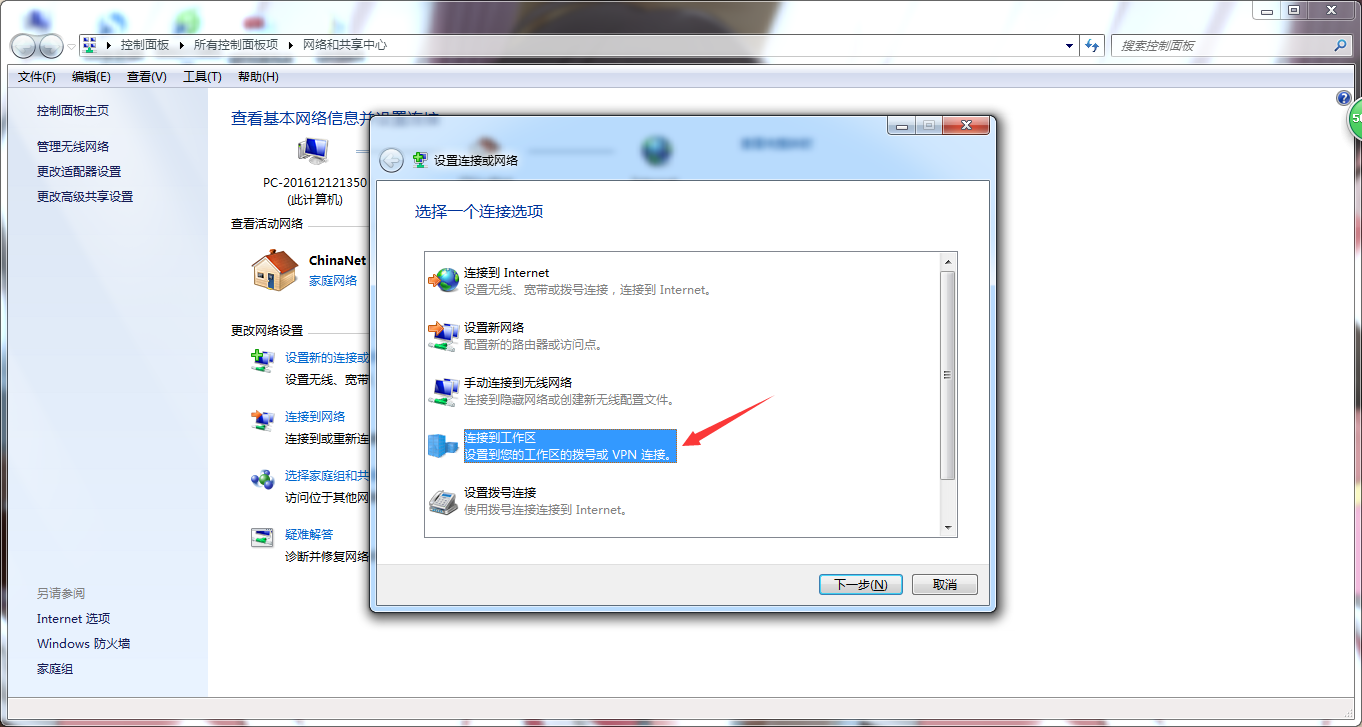 控制面板 ▸ 所有控制面板项 ▸ 网络和共享中心
搜索控制面板
文件(F) 编辑(E) 查看(V) 工具(T) 帮助(H)
控制面板主页
管理无线网络
更改适配器设置
更改高级共享设置
另请参阅
Internet 选项
Windows 防火墙
家庭组
查看基本网络信息并设置连接
PC-201612121350
(此计算机)
查看活动网络
ChinaNet
家庭网络
更改网络设置
设置新的连接或
设置无线、宽带
连接到网络
连接到或重新连
选择家庭组和共
访问位于其他网
疑难解答
诊断并修复网络
设置连接或网络
选择一个连接选项
连接到 Internet
设置无线、宽带或拨号连接，连接到 Internet。
设置新网络
配置新的路由器或访问点。
手动连接到无线网络
连接到隐藏网络或创建新无线配置文件。
连接到工作区
设置到您的工作区的拨号或 VPN 连接。
设置拨号连接
使用拨号连接连接到 Internet。
下一步(N)
取消